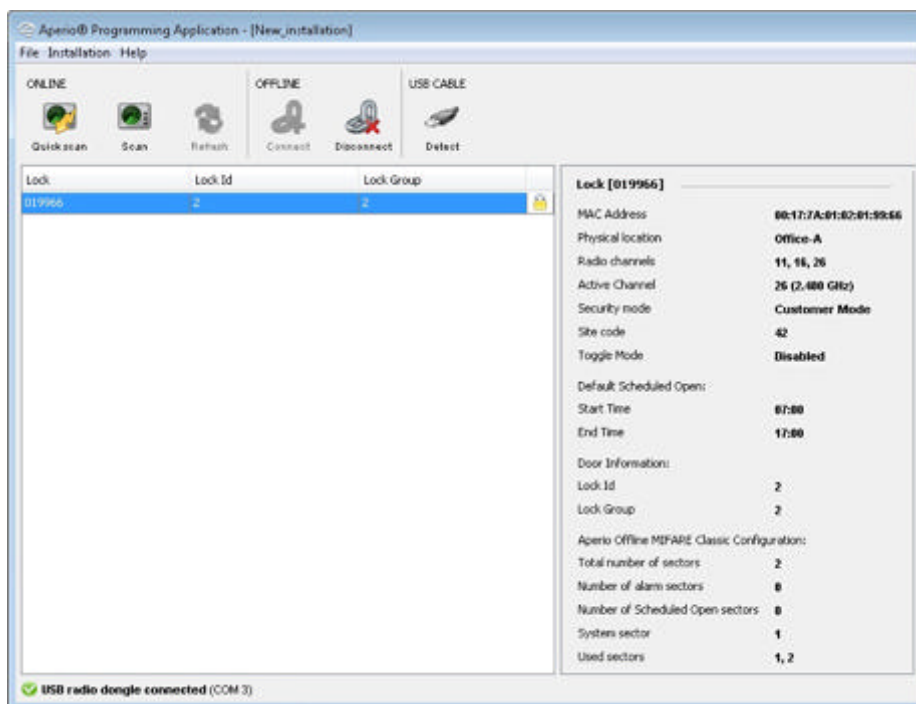 Aperio® Programming Application - [New_installation]
File Installation Help
ONLINE OFFLINE USB CABLE
Quick scan Scan Refresh Connect Disconnect Detect
Lock Lock Id Lock Group
019966 2 2
Lock [019966]
MAC Address 00:17:7A:01:02:01:99:66
Physical location Office-A
Radio channels 11, 16, 26
Active Channel 26 (2.480 GHz)
Security mode Customer Mode
Site code 42
Toggle Mode Disabled
Default Scheduled Open:
Start Time 07:00
End Time 17:00
Door Information:
Lock Id 2
Lock Group 2
Aperio Offline MIFARE Classic Configuration:
Total number of sectors 2
Number of alarm sectors 0
Number of Scheduled Open sectors 0
System sector 1
Used sectors 1, 2
USB radio dongle connected (COM 3)